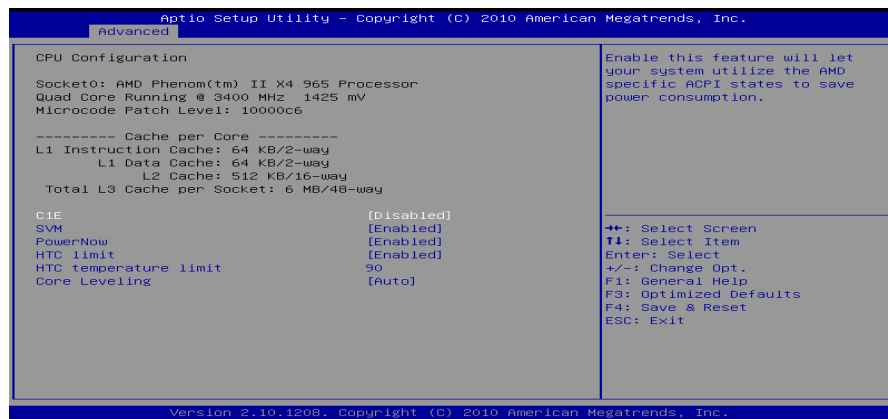 Aptio Setup Utility – Copyright (C) 2010 American Megatrends, Inc.
Advanced
CPU Configuration
Socket0: AMD Phenom(tm) II X4 965 Processor
Quad Core Running @ 3400 MHz  1425 mV
Microcode Patch Level: 10000c6
--------- Cache per Core ---------
L1 Instruction Cache: 64 KB/2-way
L1 Data Cache: 64 KB/2-way
L2 Cache: 512 KB/16-way
Total L3 Cache per Socket: 6 MB/48-way
C1E [Disabled]
SVM [Enabled]
PowerNow [Enabled]
HTC limit [Enabled]
HTC temperature limit 90
Core Leveling [Auto]
Enable this feature will let
your system utilize the AMD
specific ACPI states to save
power consumption.
→←: Select Screen
↑↓: Select Item
Enter: Select
+/-: Change Opt.
F1: General Help
F3: Optimized Defaults
F4: Save & Reset
ESC: Exit
Version 2.10.1208. Copyright (C) 2010 American Megatrends, Inc.